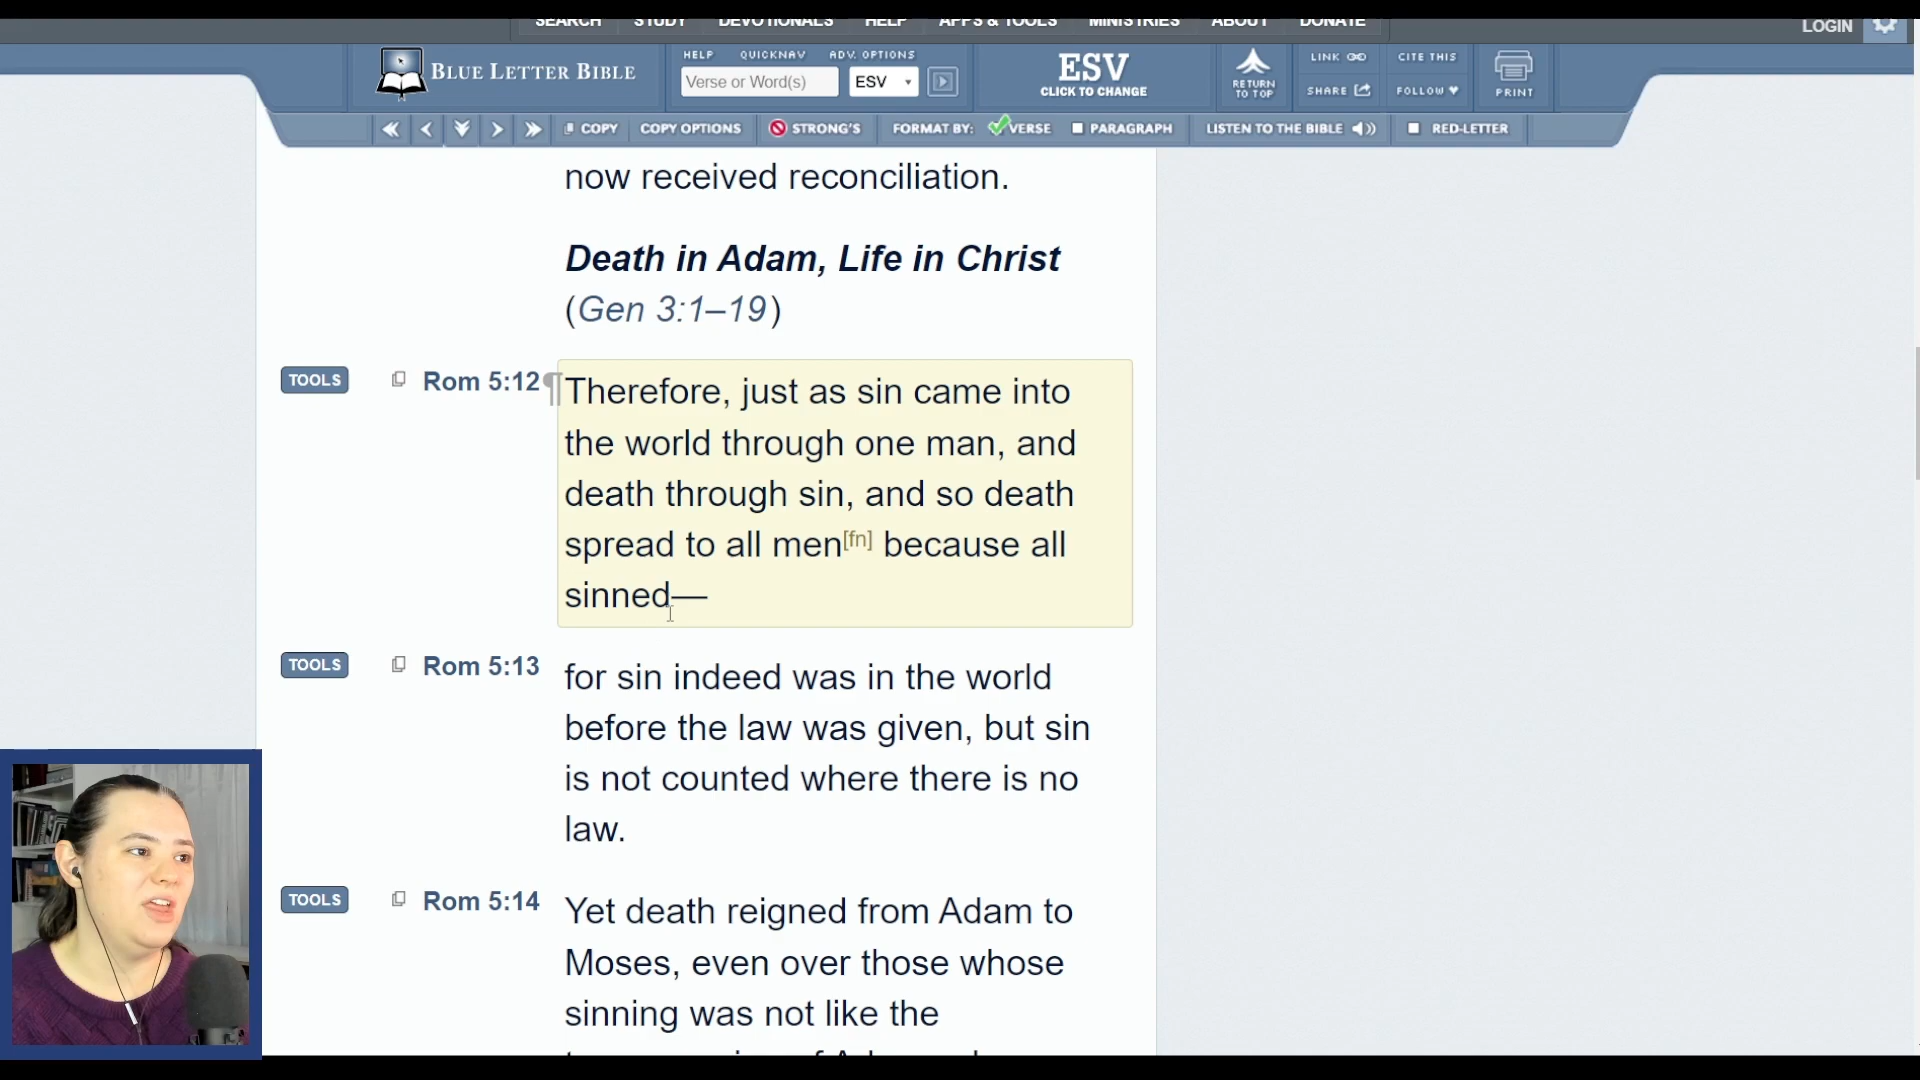 SEARCH STUDY DEVOTIONALS HELP APPS & TOOLS MINISTRIES ABOUT DONATE
LOGIN
BLUE LETTER BIBLE
HELP QUICKNAV ADV. OPTIONS
Verse or Word(s) ESV
ESV
CLICK TO CHANGE
RETURN
TO TOP
LINK CITE THIS
SHARE FOLLOW
PRINT
COPY COPY OPTIONS STRONG'S FORMAT BY: VERSE PARAGRAPH LISTEN TO THE BIBLE RED-LETTER
now received reconciliation.
Death in Adam, Life in Christ
(Gen 3:1–19)
TOOLS Rom 5:12 ¶Therefore, just as sin came into
the world through one man, and
death through sin, and so death
spread to all men[fn] because all
sinned—
TOOLS Rom 5:13 for sin indeed was in the world
before the law was given, but sin
is not counted where there is no
law.
TOOLS Rom 5:14 Yet death reigned from Adam to
Moses, even over those whose
sinning was not like the